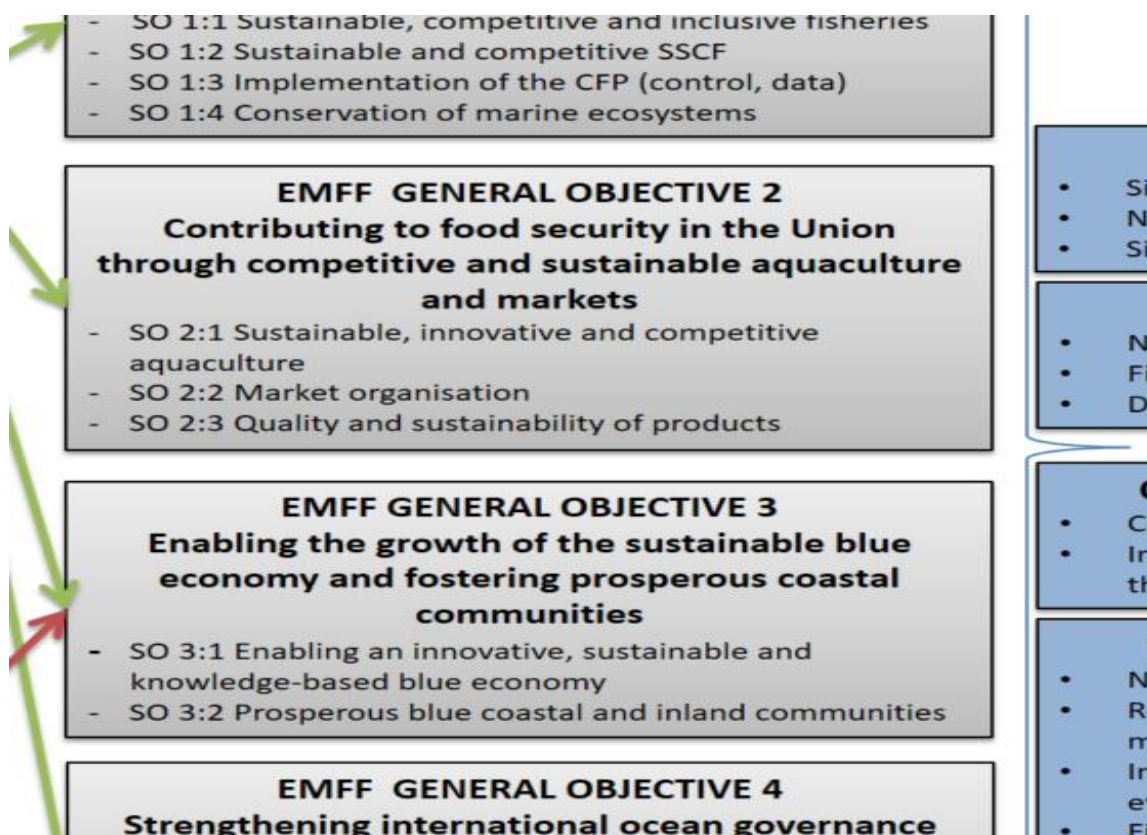 - SO 1:1 Sustainable, competitive and inclusive fisheries
- SO 1:2 Sustainable and competitive SSCF
- SO 1:3 Implementation of the CFP (control, data)
- SO 1:4 Conservation of marine ecosystems
EMFF GENERAL OBJECTIVE 2
Contributing to food security in the Union
through competitive and sustainable aquaculture
and markets
- SO 2:1 Sustainable, innovative and competitive
aquaculture
- SO 2:2 Market organisation
- SO 2:3 Quality and sustainability of products
EMFF GENERAL OBJECTIVE 3
Enabling the growth of the sustainable blue
economy and fostering prosperous coastal
communities
- SO 3:1 Enabling an innovative, sustainable and
knowledge-based blue economy
- SO 3:2 Prosperous blue coastal and inland communities
EMFF GENERAL OBJECTIVE 4
Strengthening international ocean governance